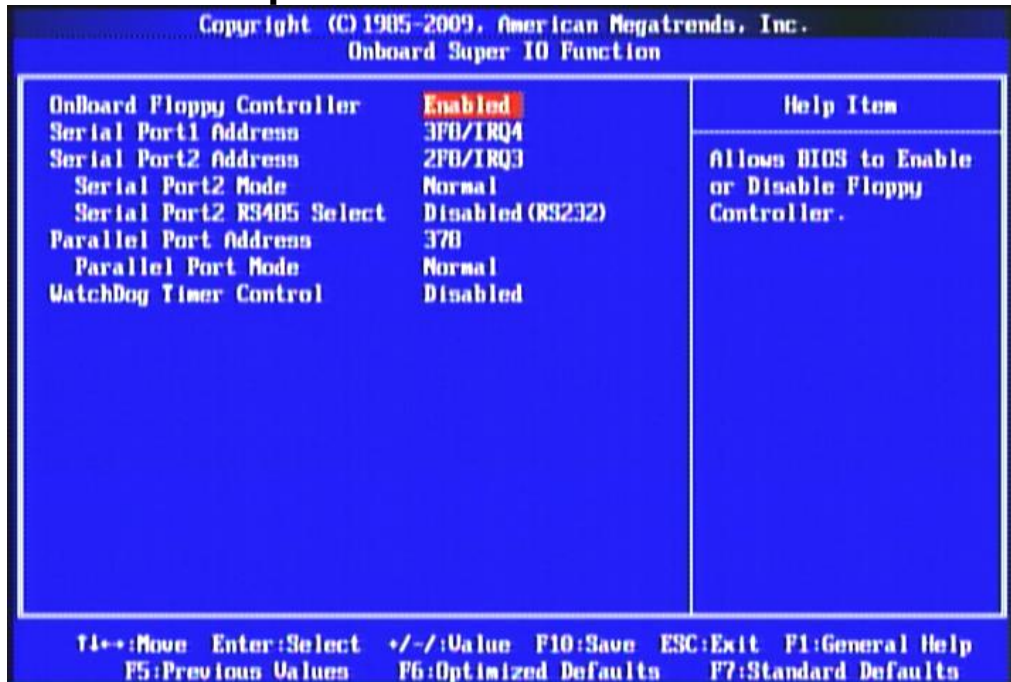 Copyright (C)1985-2009, American Megatrends, Inc.
Onboard Super IO Function
OnBoard Floppy Controller Enabled
Serial Port1 Address 3F8/IRQ4
Serial Port2 Address 2F8/IRQ3
Serial Port2 Mode Normal
Serial Port2 RS485 Select Disabled(RS232)
Parallel Port Address 378
Parallel Port Mode Normal
WatchDog Timer Control Disabled
Help Item
Allows BIOS to Enable
or Disable Floppy
Controller.
↑↓←→:Move Enter:Select +/-/:Value F10:Save ESC:Exit F1:General Help
F5:Previous Values F6:Optimized Defaults F7:Standard Defaults